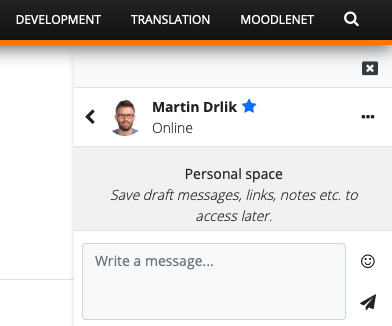 DEVELOPMENT TRANSLATION MOODLENET
Martin Drlik
Online
Personal space
Save draft messages, links, notes etc. to
access later.
Write a message...